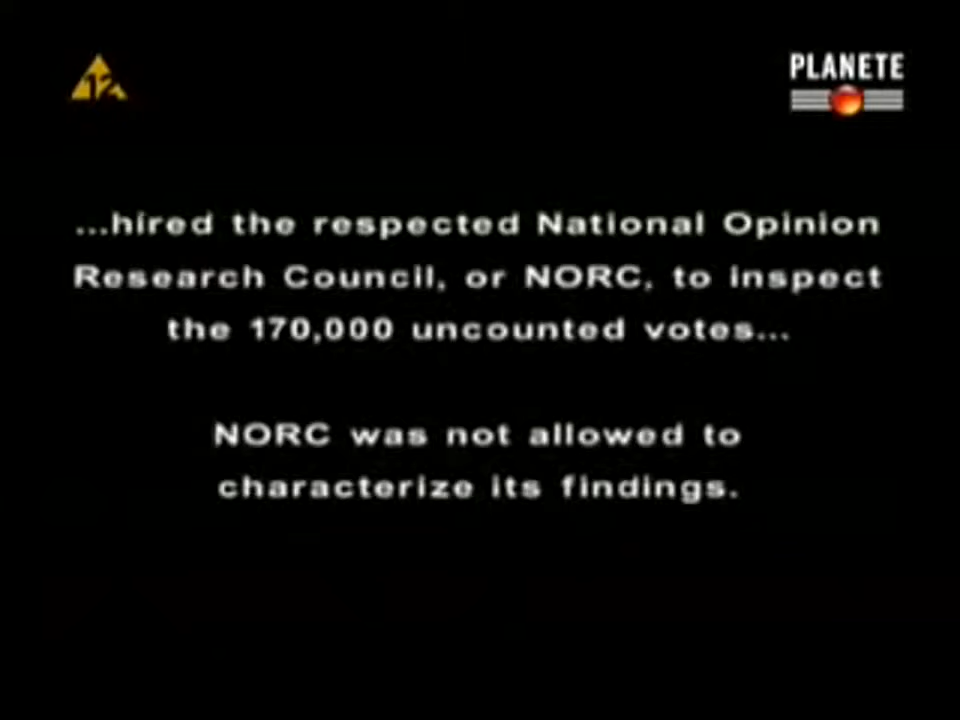 12
PLANETE
...hired the respected National Opinion
Research Council, or NORC, to inspect
the 170,000 uncounted votes...
NORC was not allowed to
characterize its findings.